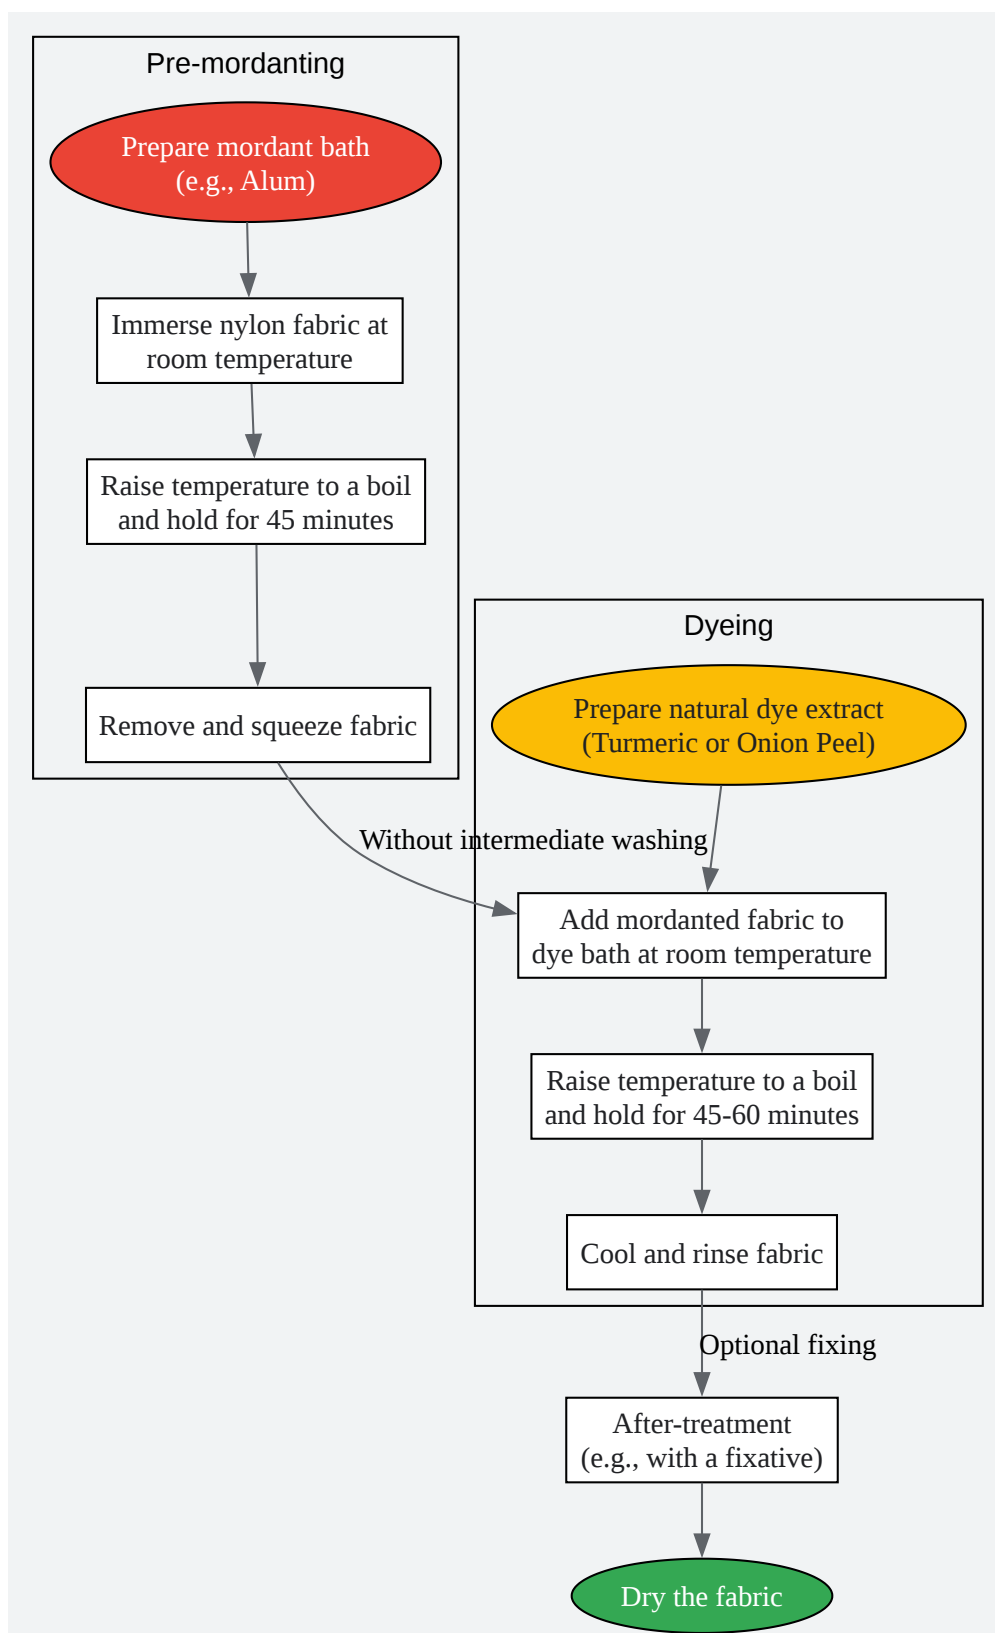 Pre-mordanting
Prepare mordant bath
(e.g., Alum)
Immerse nylon fabric at
room temperature
Raise temperature to a boil
and hold for 45 minutes
Remove and squeeze fabric
Without intermediate washing
Dyeing
Prepare natural dye extract
(Turmeric or Onion Peel)
Add mordanted fabric to
dye bath at room temperature
Raise temperature to a boil
and hold for 45-60 minutes
Cool and rinse fabric
Optional fixing
After-treatment
(e.g., with a fixative)
Dry the fabric